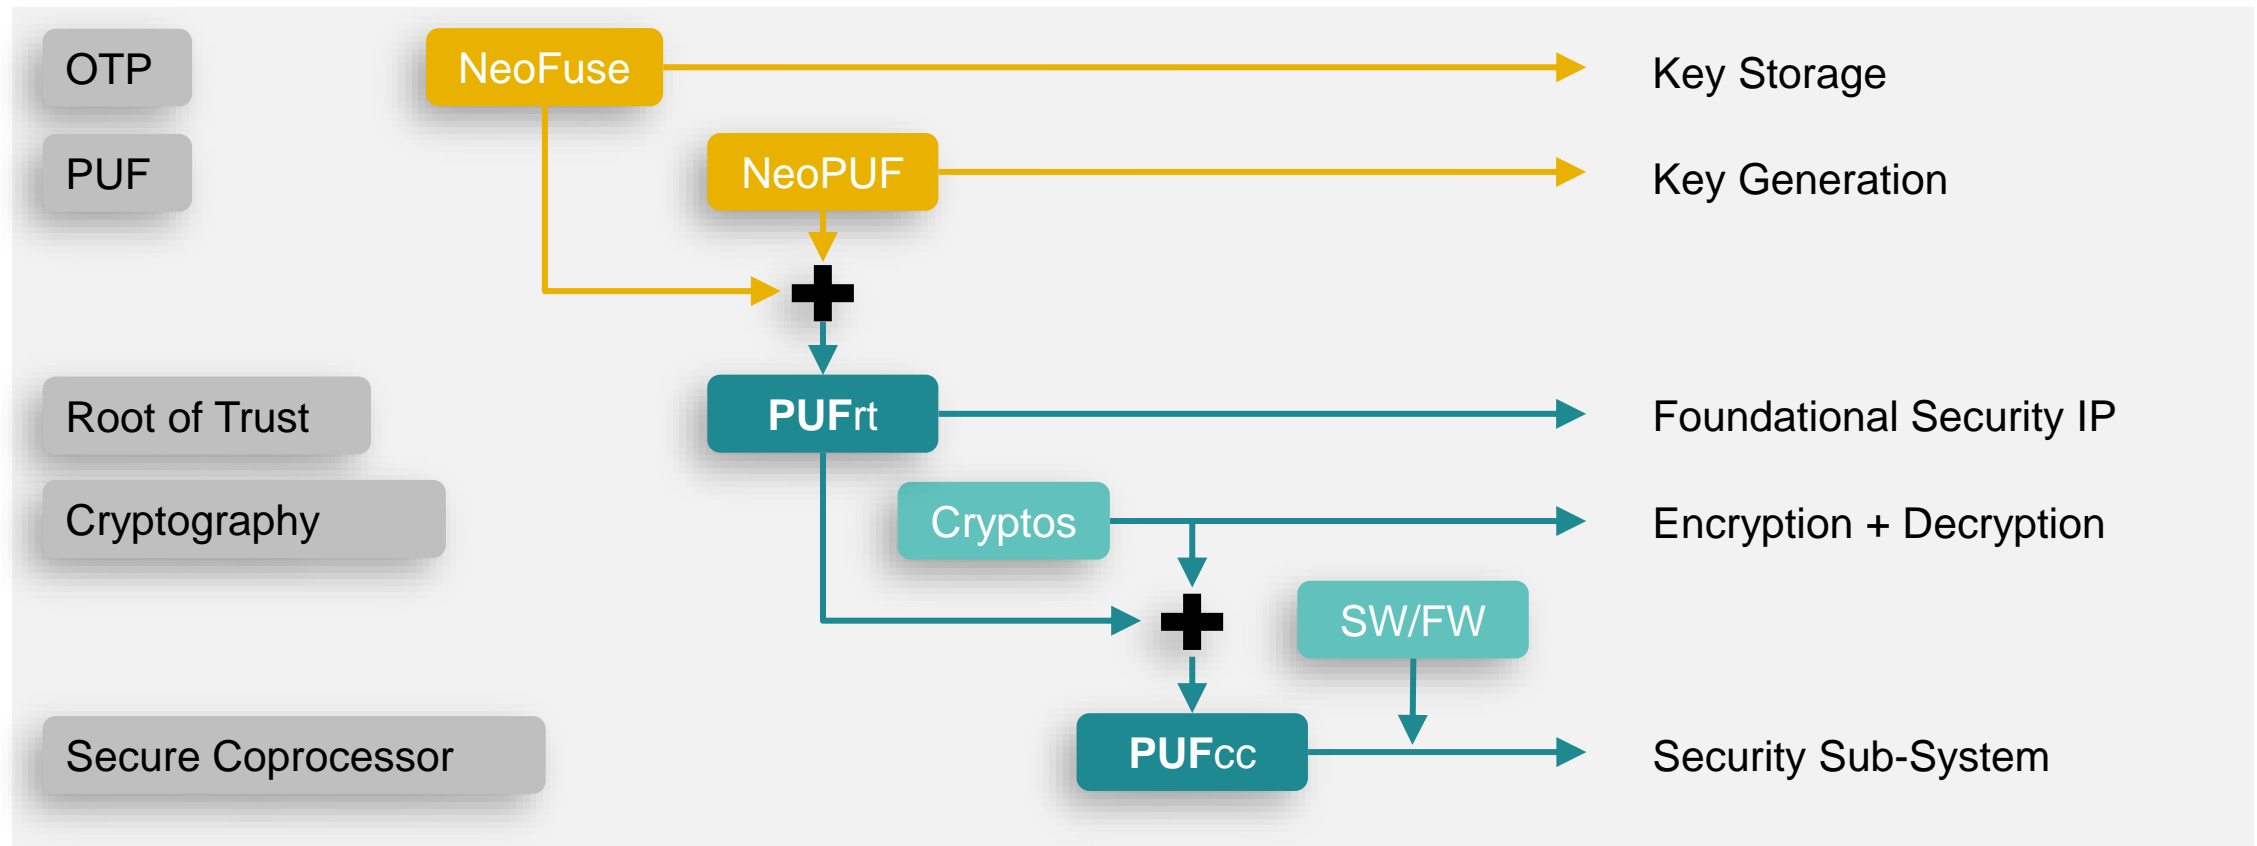 OTP
NeoFuse
Key Storage
PUF
NeoPUF
Key Generation
Root of Trust
PUFrt
Foundational Security IP
Cryptography
Cryptos
Encryption + Decryption
SW/FW
Secure Coprocessor
PUFcc
Security Sub-System